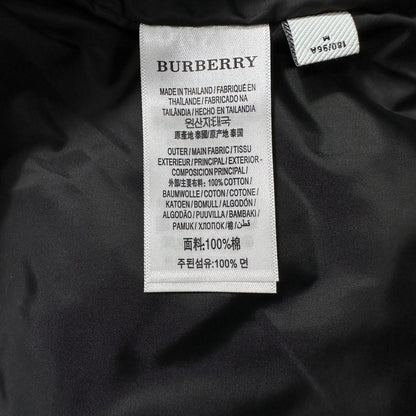 BURBERRY
MADE IN THAILAND / FABRIQUÉ EN
THAÏLANDE / FABRICADO NA
TAILÂNDIA / HECHO EN TAILANDIA
원산지태국
原產地 泰國/原产地 泰国
OUTER / MAIN FABRIC / TISSU
EXTERIEUR / PRINCIPAL / EXTERIOR -
COMPOSICION PRINCIPAL /
外部/主要布料: 100% COTTON /
BAUMWOLLE / COTON / COTONE /
KATOEN / BOMULL / ALGODÓN /
ALGODÃO / PUUVILLA / BAMBAKI /
PAMUK / ХЛОПОК / 棉 / قطن /
面料:100%棉
주된섬유:100% 면
180/96A
M